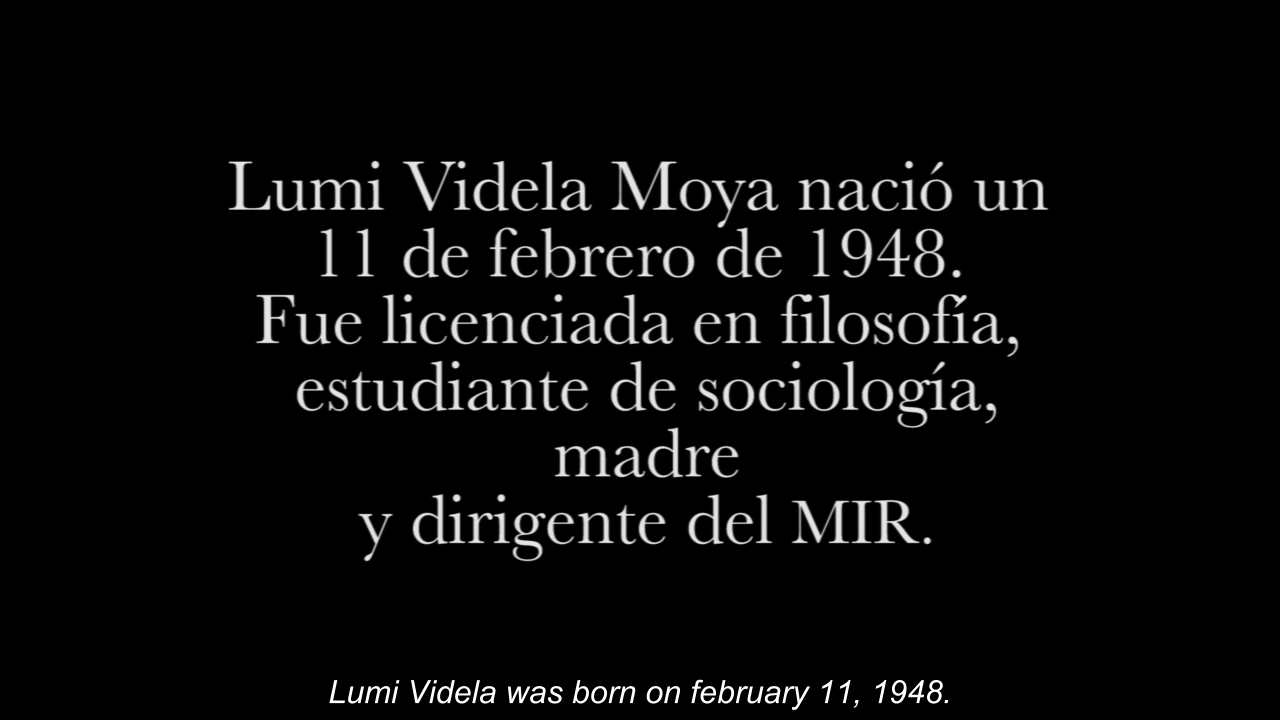 Lumi Videla Moya nació un
11 de febrero de 1948.
Fue licenciada en filosofía,
estudiante de sociología,
madre
y dirigente del MIR.
Lumi Videla was born on february 11, 1948.